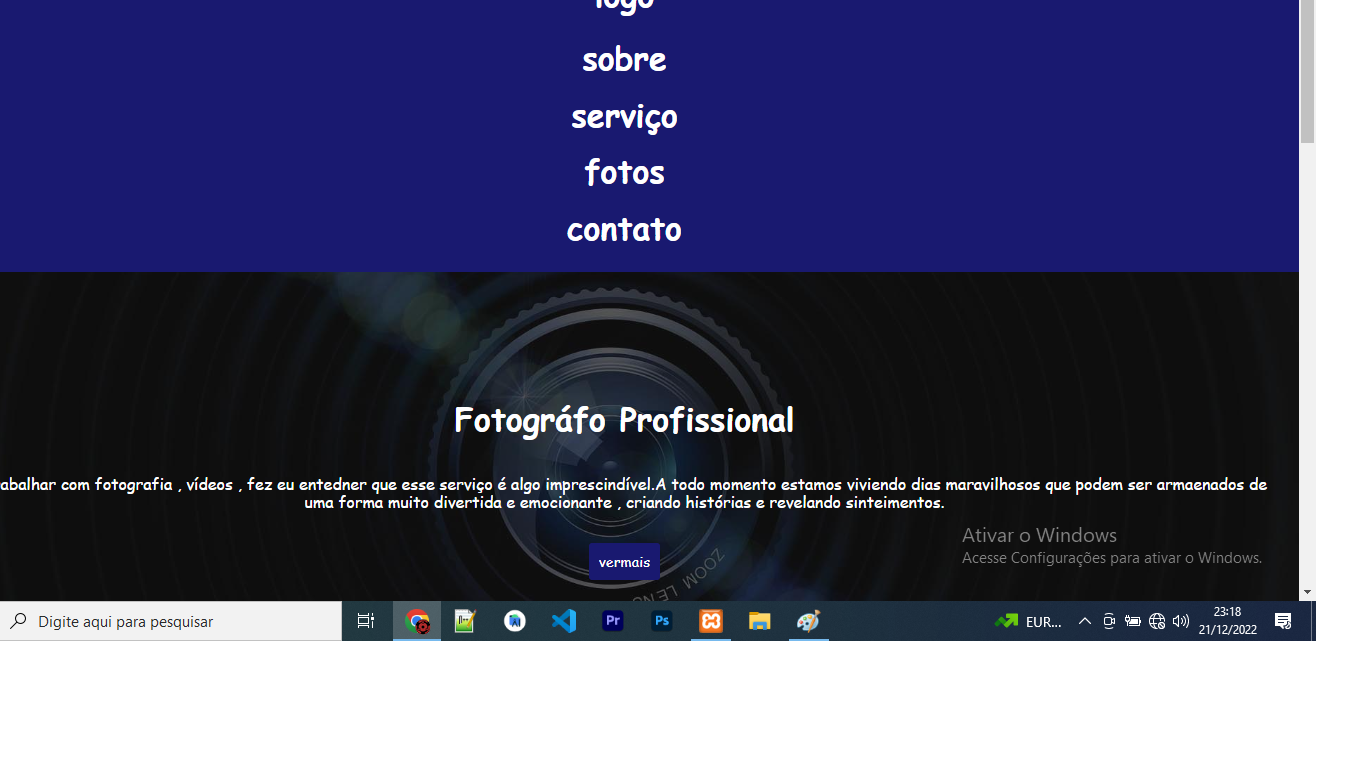 logo
sobre
serviço
fotos
contato
Fotográfo Profissional
abalhar com fotografia , vídeos , fez eu entedner que esse serviço é algo imprescindível.A todo momento estamos viviendo dias maravilhosos que podem ser armaenados de
uma forma muito divertida e emocionante , criando histórias e revelando sinteimentos.
vermais
ZOOM LENS
Ativar o Windows
Acesse Configurações para ativar o Windows.
Digite aqui para pesquisar
Pr
Ps
EUR...
23:18
21/12/2022